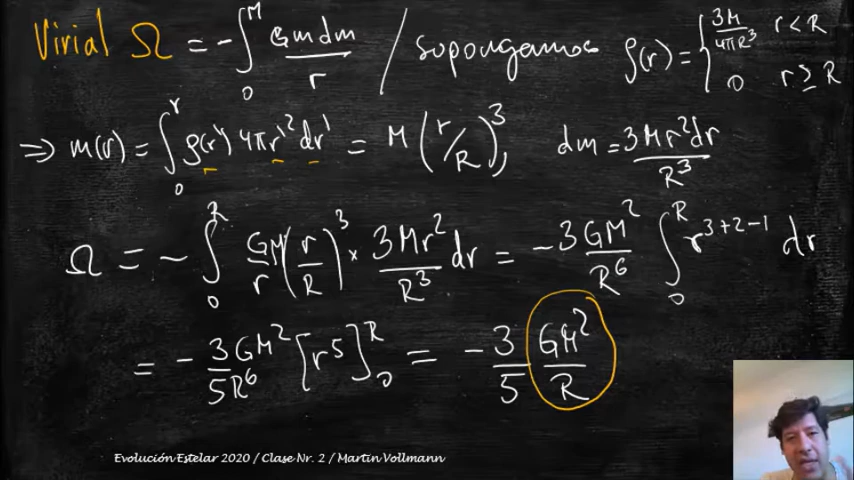 Virial Ω = -∫₀ᴹ Gmdm/r / supongamos ρ(r) = { 3M/4πR³ r < R
0 r ≥ R
⇒ m(r) = ∫₀ʳ ρ(r') 4πr'² dr' = M(r/R)³, dm = 3Mr²dr/R³
Ω = -∫₀ᴿ GM/r (r/R)³ × 3Mr²/R³ dr = -3GM²/R⁶ ∫₀ᴿ r³⁺²⁻¹ dr
= -3GM²/5R⁶ [r⁵]₀ᴿ = -3/5 GM²/R
Evolución Estelar 2020 / Clase Nr. 2 / Martin Vollmann